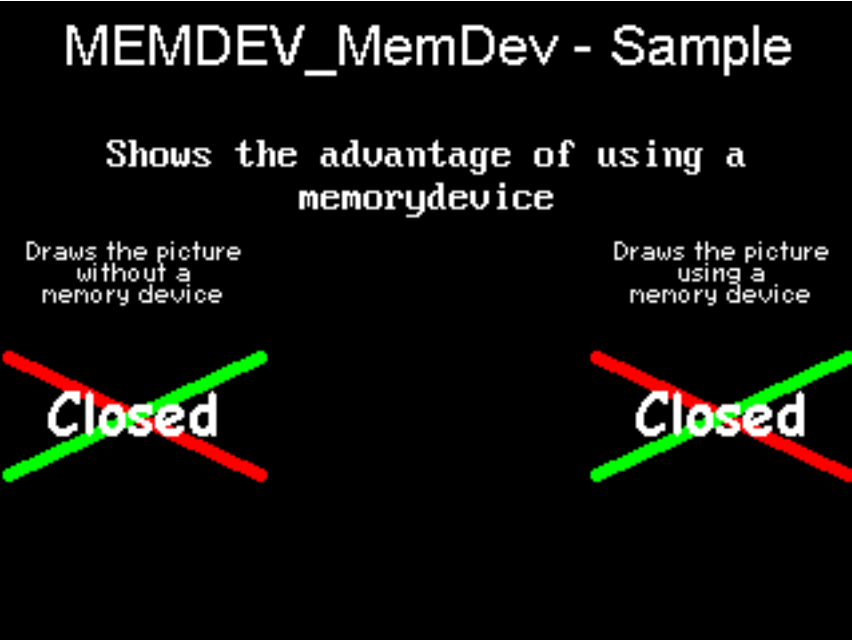 MEMDEV_MemDev - Sample
Shows the advantage of using a
memorydevice
Draws the picture
without a
memory device
Draws the picture
using a
memory device
Closed
Closed